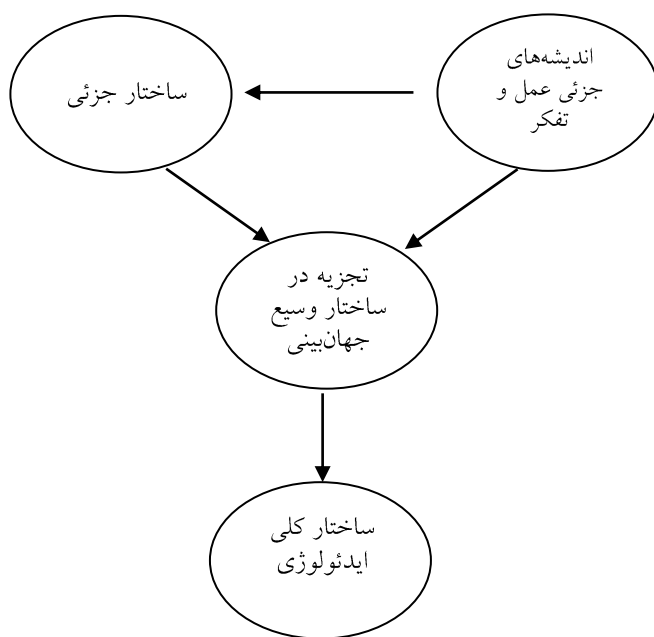 اندیشه‌های
جزئی عمل و
تفکر
ساختار جزئی
تجزیه در
ساختار وسیع
جهان‌بینی
ساختار کلی
ایدئولوژی